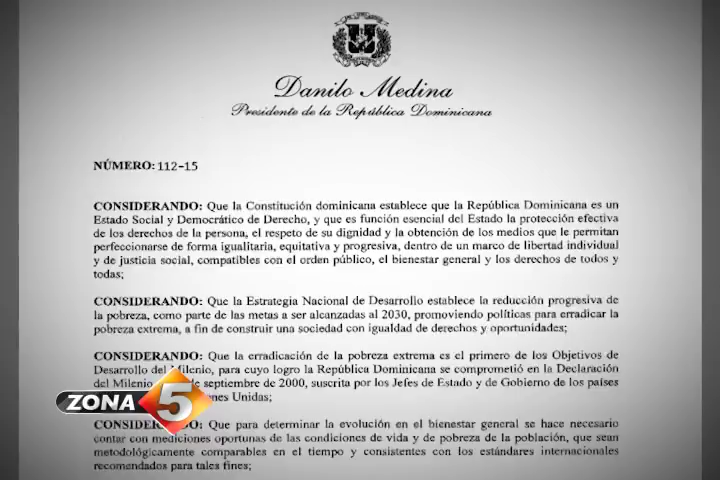 Danilo Medina
Presidente de la República Dominicana
NÚMERO: 112-15
CONSIDERANDO: Que la Constitución dominicana establece que la República Dominicana es un
Estado Social y Democrático de Derecho, y que es función esencial del Estado la protección efectiva
de los derechos de la persona, el respeto de su dignidad y la obtención de los medios que le permitan
perfeccionarse de forma igualitaria, equitativa y progresiva, dentro de un marco de libertad individual
y de justicia social, compatibles con el orden público, el bienestar general y los derechos de todos y
todas;
CONSIDERANDO: Que la Estrategia Nacional de Desarrollo establece la reducción progresiva de
la pobreza, como parte de las metas a ser alcanzadas al 2030, promoviendo políticas para erradicar la
pobreza extrema, a fin de construir una sociedad con igualdad de derechos y oportunidades;
CONSIDERANDO: Que la erradicación de la pobreza extrema es el primero de los Objetivos de
Desarrollo del Milenio, para cuyo logro la República Dominicana se comprometió en la Declaración
del Milenio de septiembre de 2000, suscrita por los Jefes de Estado y de Gobierno de los países
Unidas;
ZONA 5
CONSIDERANDO: Que para determinar la evolución en el bienestar general se hace necesario
contar con mediciones oportunas de las condiciones de vida y de pobreza de la población, que sean
metodológicamente comparables en el tiempo y consistentes con los estándares internacionales
recomendados para tales fines;